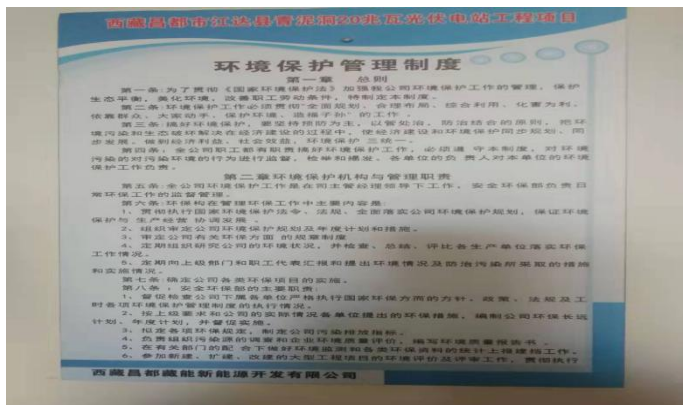 西藏昌都市江达县青泥洞20兆瓦光伏电站工程项目
环境保护管理制度
第一章 总则
第一条:为了贯彻《国家环境保护法》加强我公司环境保护工作的管理，保护
生态平衡，美化环境，改善职工劳动条件，特制定本制度。
第二条:环境保护工作必须贯彻"全面规划、合理布局、综合利用、化害为利、
依靠群众、大家动手、保护环境、造福子孙"的工作，
第三条:搞好环境保护，要坚持预防为主，以管促治、防治结合的原则，把环
境污染和生态破坏解决在经济建设的过程中，使经济建设和环境保护同步规划、同
步发展，做到经济利益、社会效益，环境保护 三统一。
第四条，全公司职工都有职责搞好环境保护工作，必须遵 守本制度，对环境
污染的对污染环境的行为进行监督，检举和揭发、各单位的负 责人对本单位的环境
保护工作负责。
第二章环境保护机构与管理职责
第五条:全公司环境保护工作是在司主管经理领导下工作，安全环保部负责日
常环保工作的监督管理。
第六条:环保机构在管理环保工作中主要内容是:
1、贯彻执行国家环境保护法令、法规、全面落实公司环境保护规划，保证环境
保护与 生产经营 协调发展。
2、组织审定公司环境保护规划及年度计划和措施。
3、审定公司有关环保方面 的规章制度
4、定期组织研究公司的环境状况，并检查、总结、评比各生产单位落实环保
工作情况。
5、定期向上级部门和职工代表汇报和提出环境情况及防治污染所采取的措施
和实施情况。
第七条:确定公司各类环保项目的实施。
第八条，安全环保部的主要职责:
1、督促检查公司下属各单位严格执行国家环保方面的方针、政策、法规及工
时各项环境保护管理制度的执行情况。
2、按上级要求和公司的实际情况各单位提出的环保措施，编制公司环保长远
计划、年度计划，并督促实施。
3、拟定各项环保规定，制定公司污染排放指标。
4、负责组织污染源的调查和企业环境质量评价，编写环境质量报告书。
5、在有关部门的配 合下做好环境监测和各类环保资料的统计上报建挡工作。
6、参加新建、扩建、改建的大型工程项目的环境评价及评审工作，贯彻执行
西藏昌都藏能新能源开发有限公司